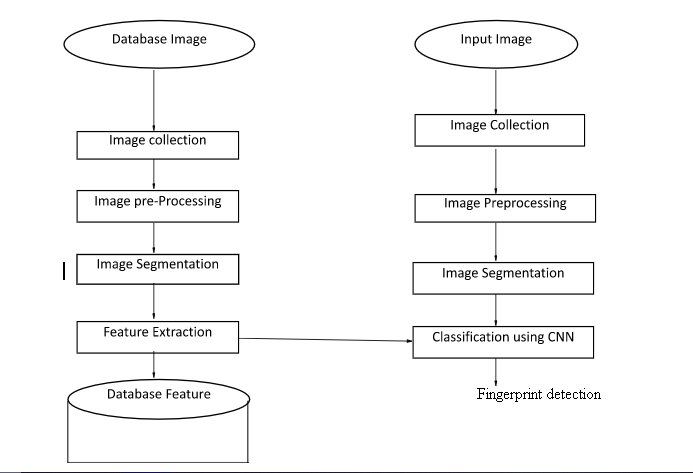 Database Image
Image collection
Image pre-Processing
Image Segmentation
Feature Extraction
Database Feature
Input Image
Image Collection
Image Preprocessing
Image Segmentation
Classification using CNN
Fingerprint detection